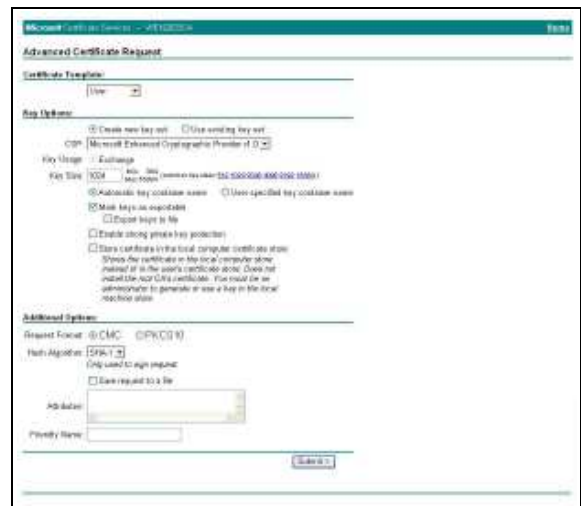 Microsoft Certificate Services -- Home
Advanced Certificate Request
Certificate Template:
User
Key Options:
Create new key set Use existing key set
CSP: Microsoft Enhanced Cryptographic Provider v1.0
Key Usage: Exchange
Key Size: 1024
Automatic key container name User specified key container name
Mark keys as exportable
Export keys to file
Enable strong private key protection
Store certificate in the local computer certificate store
Stores the certificate in the local computer store
instead of in the user's certificate store. Does not
install the root CA's certificate. You must be an
administrator to generate or use a key in the local
machine store.
Additional Options:
Request Format: CMC PKCS10
Hash Algorithm: SHA-1
Only used to sign request.
Save request to a file
Attributes:
Friendly Name:
Submit >